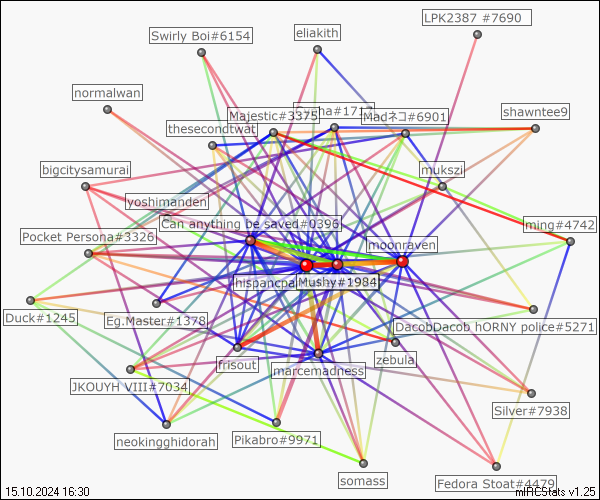 LPK2387 #7690
Swirly Boi#6154
eliakith
normalwan
Majestic#3375
Madネコ#6901
shawntee9
thesecondtwat
bigcitysamurai
mukszi
yoshimanden
Can anything be saved#0396
ming#4742
Pocket Persona#3326
moonraven
Mushy#1984
Duck#1245
Eg.Master#1378
DacobDacob hORNY police#5271
frisout
marcemadness
zebula
JKOUYH VIII#7034
Silver#7938
neokingghidorah
Pikabro#9971
somass
Fedora Stoat#4479
15.10.2024 16:30
mIRCStats v1.25